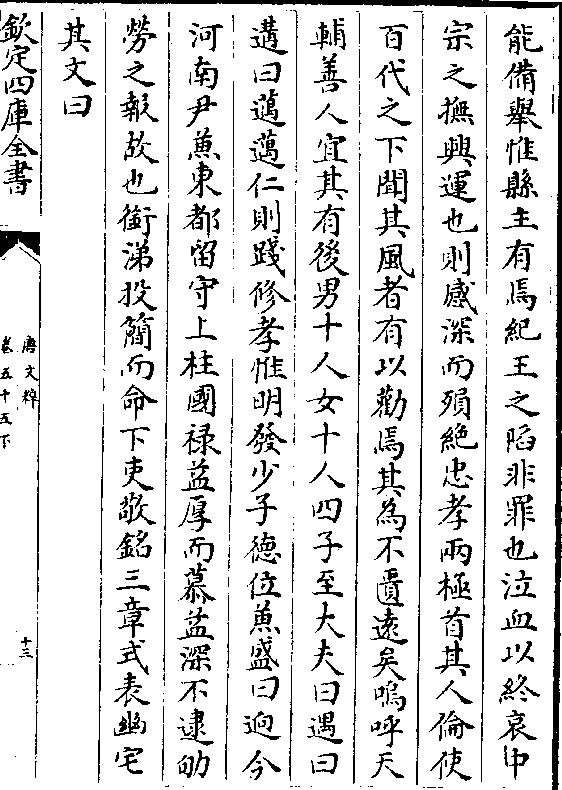 能備舉惟縣主有焉紀王之陷非罪也泣血以終哀中
宗之撫興運也則感深而殞絶忠孝兩極首其人倫使
百代之下聞其風者有以勸焉其為不匱遠矣嗚呼天
輔善人宜其有後男十人女十人四子至大夫曰遇曰
遘曰邁邁仁則踐修孝惟明發少子德位兼盛曰逈今
河南尹兼東都留守上柱國禄益厚而慕益深不逮劬
勞之報故也銜涕投簡而命下吏敢銘三章式表幽宅
其文曰
欽定四庫全書
唐文粹
卷五十五下
十三